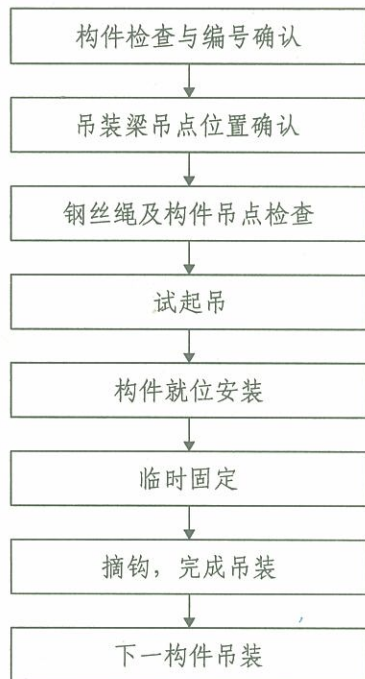 构件检查与编号确认
吊装梁吊点位置确认
钢丝绳及构件吊点检查
试起吊
构件就位安装
临时固定
摘钩，完成吊装
下一构件吊装